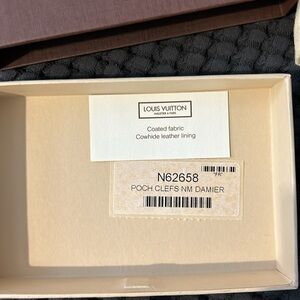 LOUIS VUITTON
MALLETIER À PARIS
Coated fabric
Cowhide leather lining
N62658
POCH.CLEFS NM DAMIER